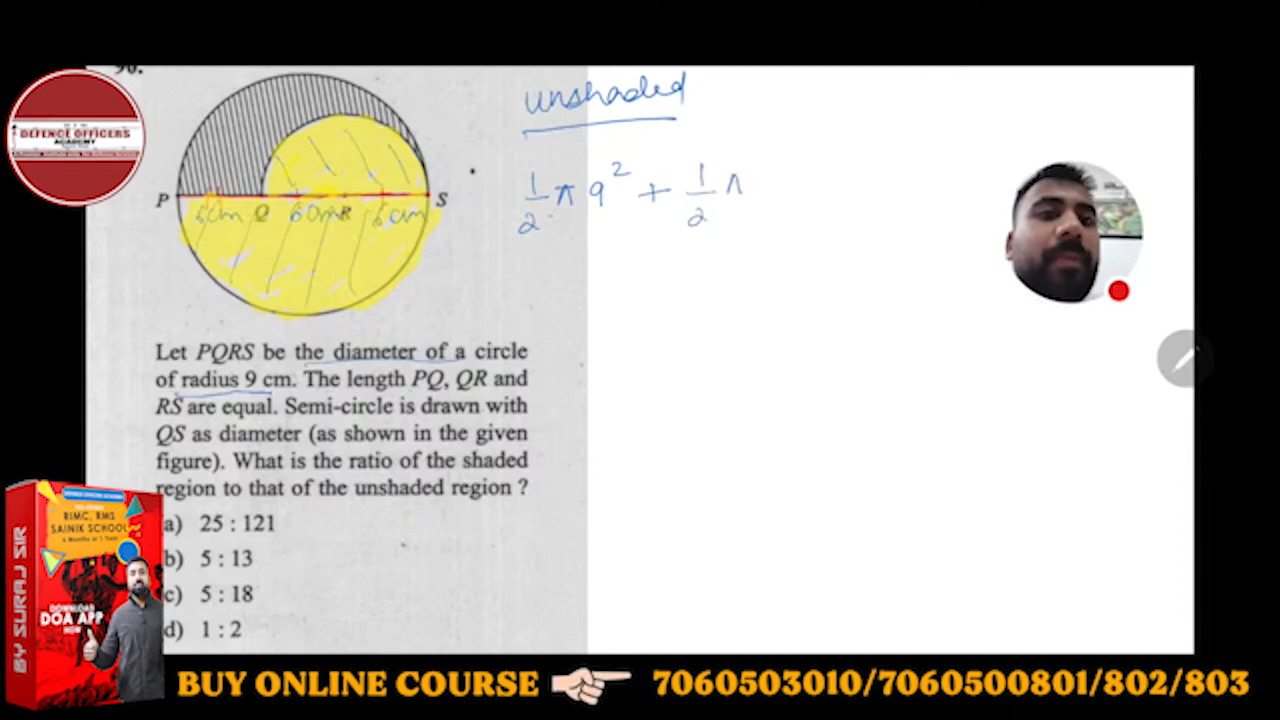 90.
DEFENCE OFFICERS
ACADEMY
P
S
6cm Q 6cm R 6cm
unshaded
1/2 π 9² + 1/2 π
Let PQRS be the diameter of a circle
of radius 9 cm. The length PQ, QR and
RS are equal. Semi-circle is drawn with
QS as diameter (as shown in the given
figure). What is the ratio of the shaded
region to that of the unshaded region ?
a) 25 : 121
b) 5 : 13
c) 5 : 18
d) 1 : 2
RIMC, RMS
SAINIK SCHOOL
DOWNLOAD
DOA APP
NOW
BY SURAJ SIR
BUY ONLINE COURSE 7060503010/7060500801/802/803